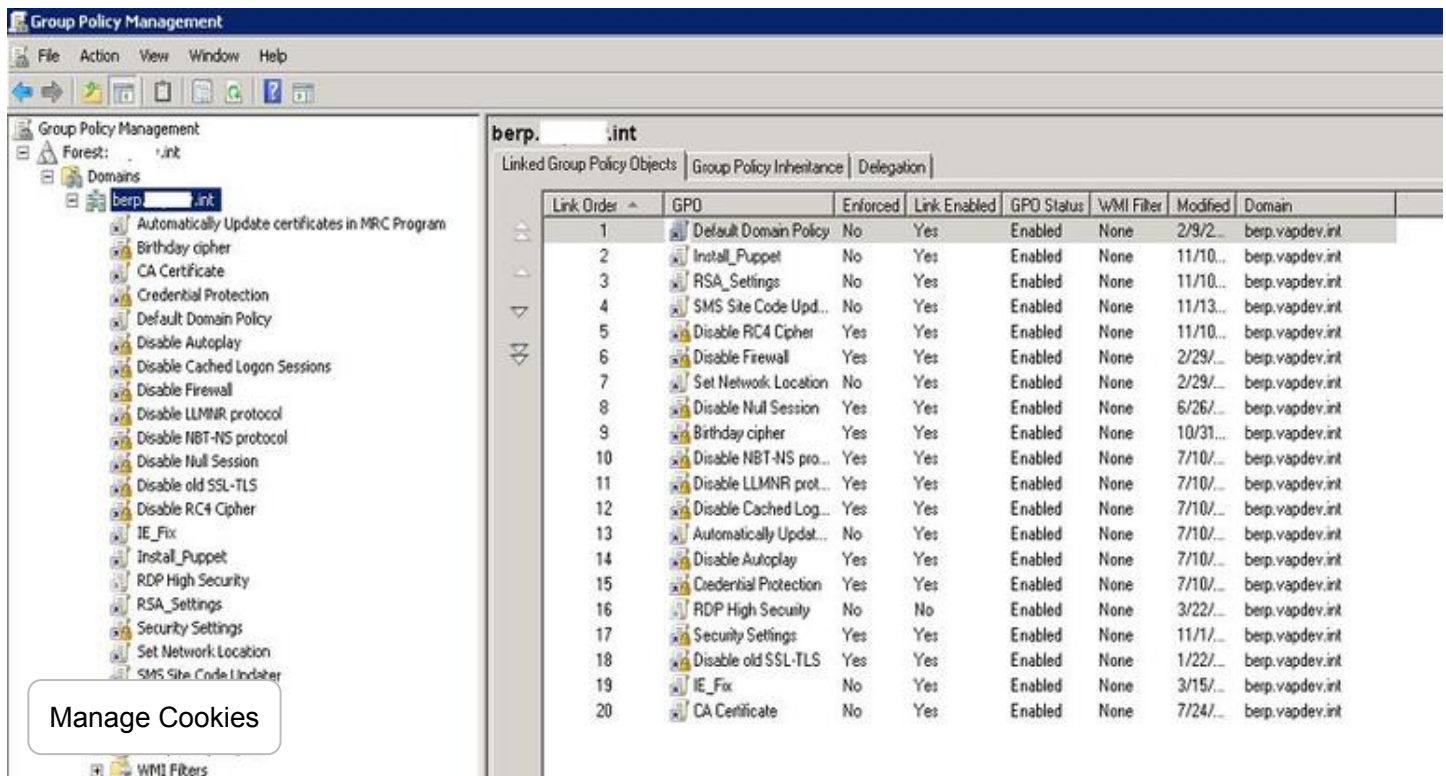 Group Policy Management
File Action View Window Help
Group Policy Management
Forest: .int
Domains
berp. .int
Automatically Update certificates in MRC Program
Birthday cipher
CA Certificate
Credential Protection
Default Domain Policy
Disable Autoplay
Disable Cached Logon Sessions
Disable Firewall
Disable LLMNR protocol
Disable NBT-NS protocol
Disable Null Session
Disable old SSL-TLS
Disable RC4 Cipher
IE_Fix
Install_Puppet
RDP High Security
RSA_Settings
Security Settings
Set Network Location
SMS Site Code Updater
Manage Cookies
WMI Filters
berp. .int
Linked Group Policy Objects Group Policy Inheritance Delegation
Link Order GPO Enforced Link Enabled GPO Status WMI Filter Modified Domain
1 Default Domain Policy No Yes Enabled None 2/9/2... berp.vapdev.int
2 Install_Puppet No Yes Enabled None 11/10... berp.vapdev.int
3 RSA_Settings No Yes Enabled None 11/10... berp.vapdev.int
4 SMS Site Code Upd... No Yes Enabled None 11/13... berp.vapdev.int
5 Disable RC4 Cipher Yes Yes Enabled None 11/10... berp.vapdev.int
6 Disable Firewall Yes Yes Enabled None 2/29/... berp.vapdev.int
7 Set Network Location No Yes Enabled None 2/29/... berp.vapdev.int
8 Disable Null Session Yes Yes Enabled None 6/26/... berp.vapdev.int
9 Birthday cipher Yes Yes Enabled None 10/31... berp.vapdev.int
10 Disable NBT-NS pro... Yes Yes Enabled None 7/10/... berp.vapdev.int
11 Disable LLMNR prot... Yes Yes Enabled None 7/10/... berp.vapdev.int
12 Disable Cached Log... Yes Yes Enabled None 7/10/... berp.vapdev.int
13 Automatically Updat... No Yes Enabled None 7/10/... berp.vapdev.int
14 Disable Autoplay Yes Yes Enabled None 7/10/... berp.vapdev.int
15 Credential Protection Yes Yes Enabled None 7/10/... berp.vapdev.int
16 RDP High Security No No Enabled None 3/22/... berp.vapdev.int
17 Security Settings Yes Yes Enabled None 11/1/... berp.vapdev.int
18 Disable old SSL-TLS Yes Yes Enabled None 1/22/... berp.vapdev.int
19 IE_Fix No Yes Enabled None 3/15/... berp.vapdev.int
20 CA Certificate No Yes Enabled None 7/24/... berp.vapdev.int